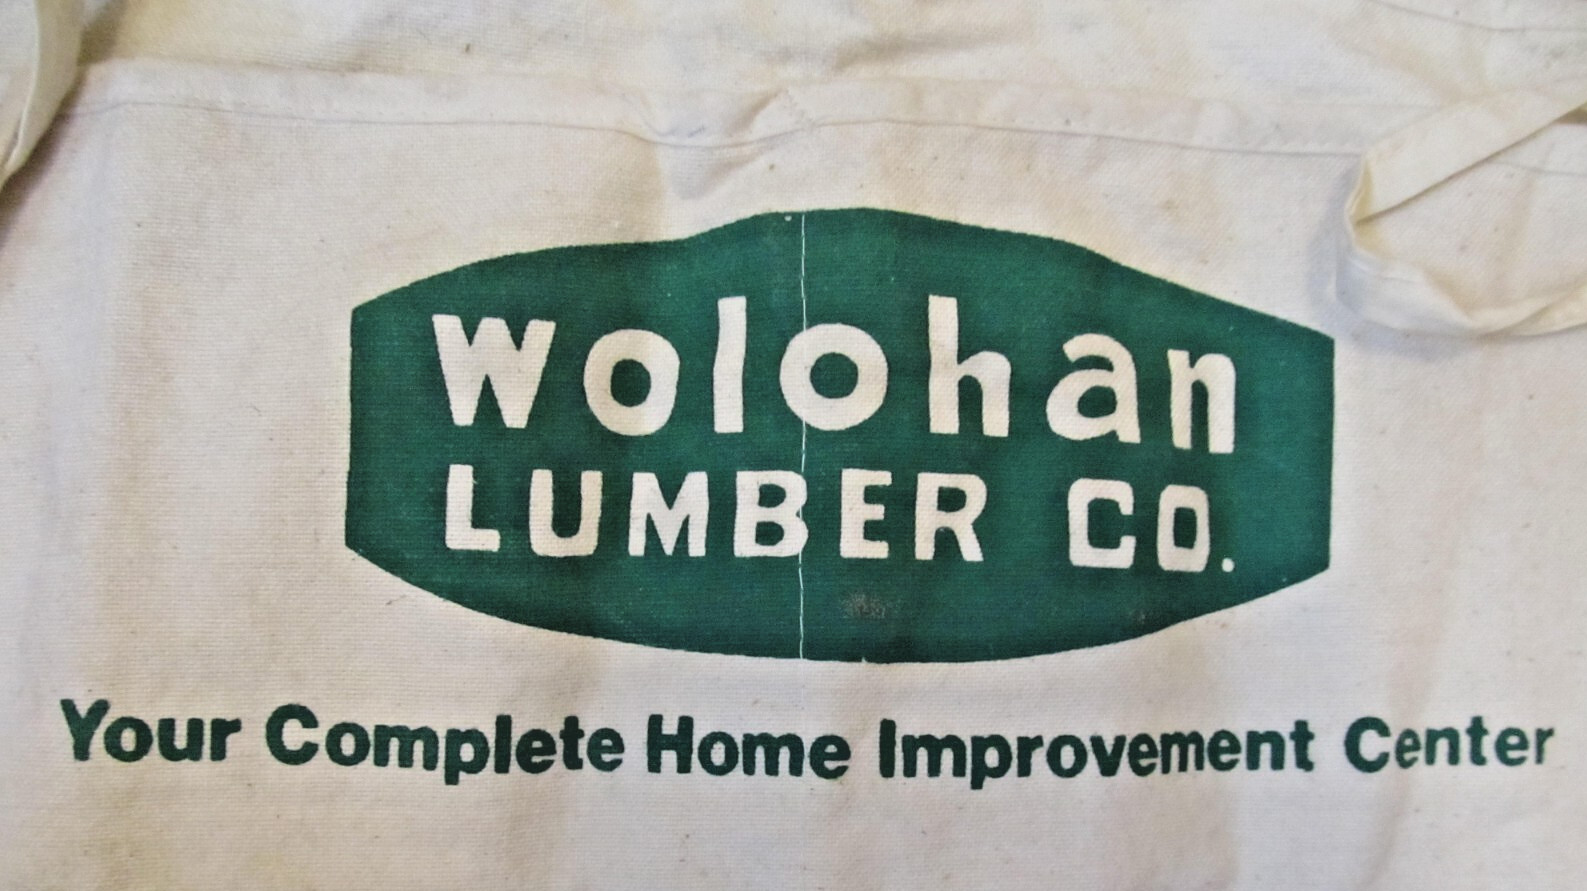 Wolohan
LUMBER CO.
Your Complete Home Improvement Center